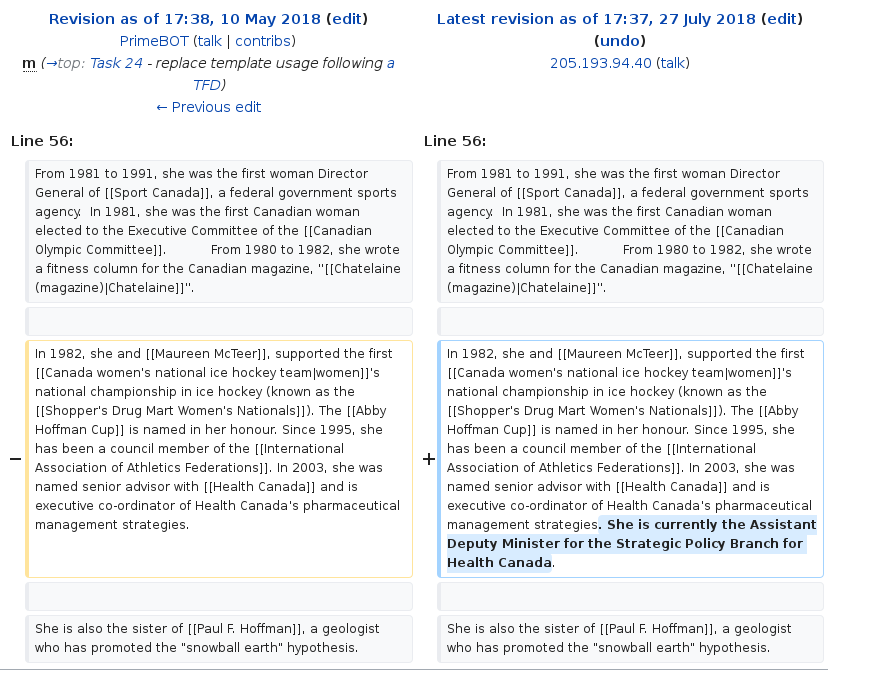 Revision as of 17:38, 10 May 2018 (edit)
PrimeBOT (talk | contribs)
m (→top: Task 24 - replace template usage following a
TFD)
← Previous edit
Latest revision as of 17:37, 27 July 2018 (edit)
(undo)
205.193.94.40 (talk)
Line 56:
From 1981 to 1991, she was the first woman Director
General of [[Sport Canada]], a federal government sports
agency.  In 1981, she was the first Canadian woman
elected to the Executive Committee of the [[Canadian
Olympic Committee]].           From 1980 to 1982, she wrote
a fitness column for the Canadian magazine, ''[[Chatelaine
(magazine)|Chatelaine]]''.
In 1982, she and [[Maureen McTeer]], supported the first
[[Canada women's national ice hockey team|women]]'s
national championship in ice hockey (known as the
[[Shopper's Drug Mart Women's Nationals]]). The [[Abby
Hoffman Cup]] is named in her honour. Since 1995, she
has been a council member of the [[International
Association of Athletics Federations]]. In 2003, she was
− named senior advisor with [[Health Canada]] and is
executive co-ordinator of Health Canada's pharmaceutical
management strategies.
She is also the sister of [[Paul F. Hoffman]], a geologist
who has promoted the "snowball earth" hypothesis.
Line 56:
From 1981 to 1991, she was the first woman Director
General of [[Sport Canada]], a federal government sports
agency.  In 1981, she was the first Canadian woman
elected to the Executive Committee of the [[Canadian
Olympic Committee]].           From 1980 to 1982, she wrote
a fitness column for the Canadian magazine, ''[[Chatelaine
(magazine)|Chatelaine]]''.
In 1982, she and [[Maureen McTeer]], supported the first
[[Canada women's national ice hockey team|women]]'s
national championship in ice hockey (known as the
[[Shopper's Drug Mart Women's Nationals]]). The [[Abby
Hoffman Cup]] is named in her honour. Since 1995, she
+ has been a council member of the [[International
Association of Athletics Federations]]. In 2003, she was
named senior advisor with [[Health Canada]] and is
executive co-ordinator of Health Canada's pharmaceutical
management strategies. She is currently the Assistant
Deputy Minister for the Strategic Policy Branch for
Health Canada.
She is also the sister of [[Paul F. Hoffman]], a geologist
who has promoted the "snowball earth" hypothesis.